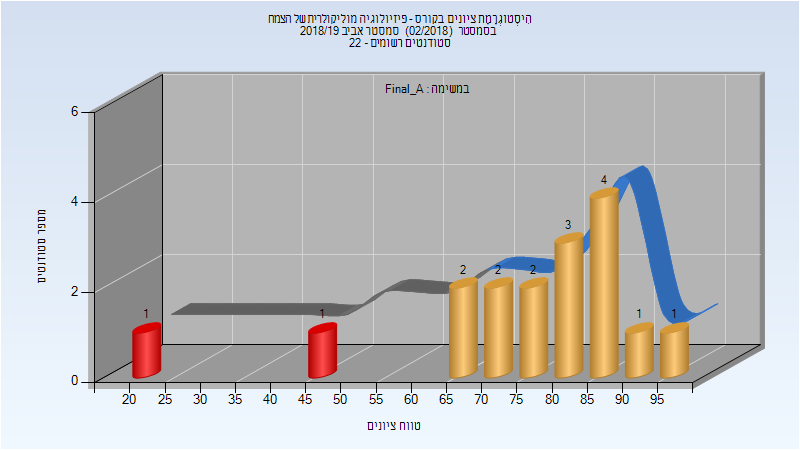 היסטוגרמת ציונים בקורס - פיזיולוגיה מוליקולרית של הצמח
בסמסטר (02/2018) סמסטר אביב 2018/19
סטודנטים רשומים - 22
במשימה : Final_A
מספר סטודנטים
6
4
2
0
1 1 2 2 2 3 4 1 1
20 25 30 35 40 45 50 55 60 65 70 75 80 85 90 95
טווח ציונים